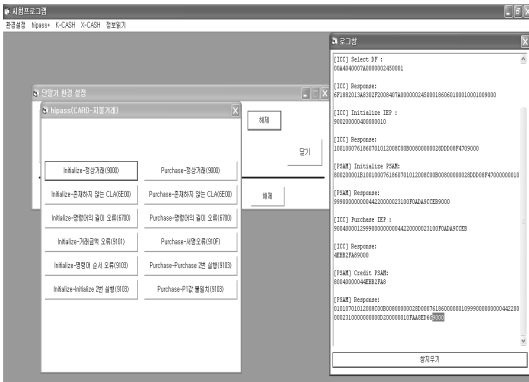 시험프로그램
환경설정 hipass+ K-CASH X-CASH 정보읽기
단말기 환경 설정
해제
닫기
해제
hipass(CARD-지불거래)
Initialize-정상거래(9000)
Purchase-정상거래(9000)
Initialize-존재하지 않는 CLA(6E00)
Purchase-존재하지 않는 CLA(6E00)
Initialize-명령어의 길이 오류(6700)
Purchase-명령어의 길이 오류(6700)
Initialize-거래금액 오류(9101)
Purchase-서명오류(910F)
Initialize-명령어 순서 오류(9103)
Purchase-Purchase 2번 실행(9103)
Initialize-Initialize 2번 실행(9103)
Purchase-P1값 불일치(9103)
로그창
[ICC] Select DF :
00A4040007A0000002450001
[ICC] Response:
[ICC] Initialize IEP :
[ICC] Response:
[PSAM] Initialize PSAM:
[PSAM] Response:
[ICC] Purchase IEP :
[ICC] Response:
4EBB2FA89000
[PSAM] Credit PSAM:
80040000044EBB2FA8
[PSAM] Response:
창지우기